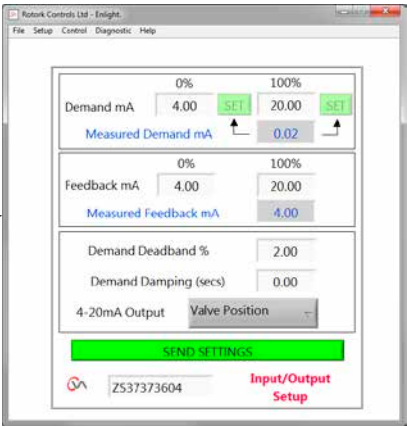 Rotork Controls Ltd - Enlight.
File Setup Control Diagnostic Help
0% 100%
Demand mA 4.00 SET 20.00 SET
Measured Demand mA 0.02
0% 100%
Feedback mA 4.00 20.00
Measured Feedback mA 4.00
Demand Deadband % 2.00
Demand Damping (secs) 0.00
4-20mA Output Valve Position
SEND SETTINGS
ZS37373604 Input/Output
Setup